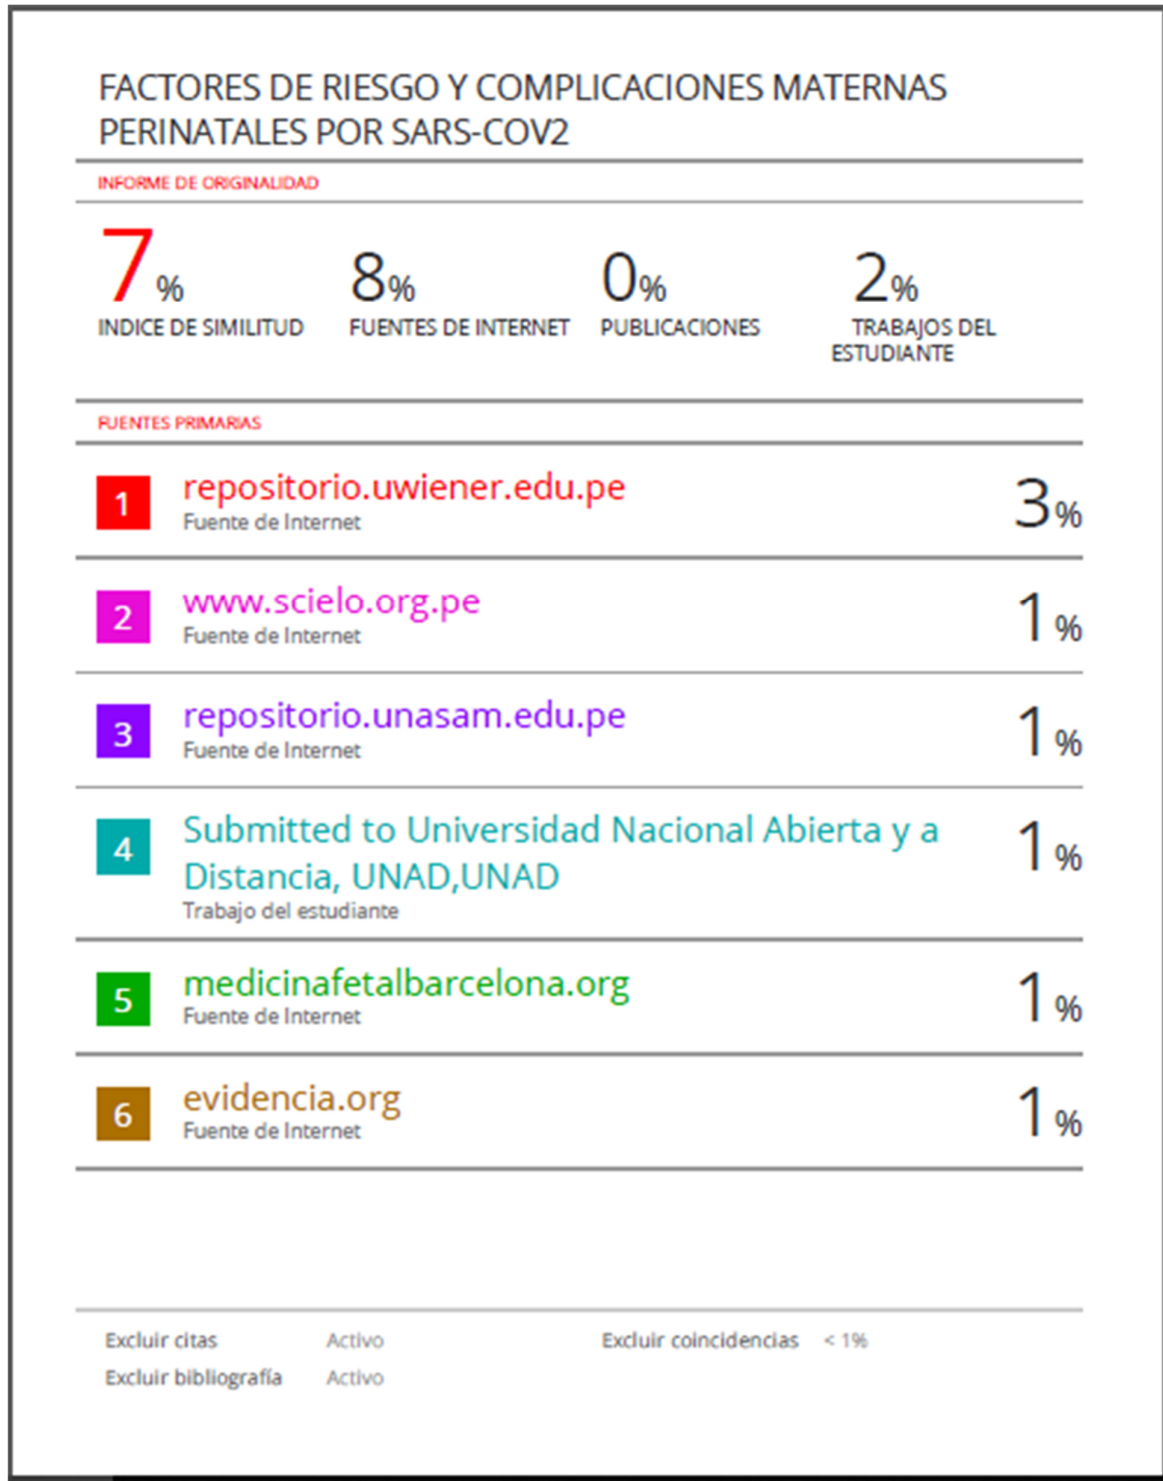 FACTORES DE RIESGO Y COMPLICACIONES MATERNAS
PERINATALES POR SARS-COV2
INFORME DE ORIGINALIDAD
7% 8% 0% 2%
INDICE DE SIMILITUD FUENTES DE INTERNET PUBLICACIONES TRABAJOS DEL
ESTUDIANTE
FUENTES PRIMARIAS
1 repositorio.uwiener.edu.pe 3%
Fuente de Internet
2 www.scielo.org.pe 1%
Fuente de Internet
3 repositorio.unasam.edu.pe 1%
Fuente de Internet
4 Submitted to Universidad Nacional Abierta y a 1%
Distancia, UNAD,UNAD
Trabajo del estudiante
5 medicinafetalbarcelona.org 1%
Fuente de Internet
6 evidencia.org 1%
Fuente de Internet
Excluir citas Activo Excluir coincidencias < 1%
Excluir bibliografía Activo